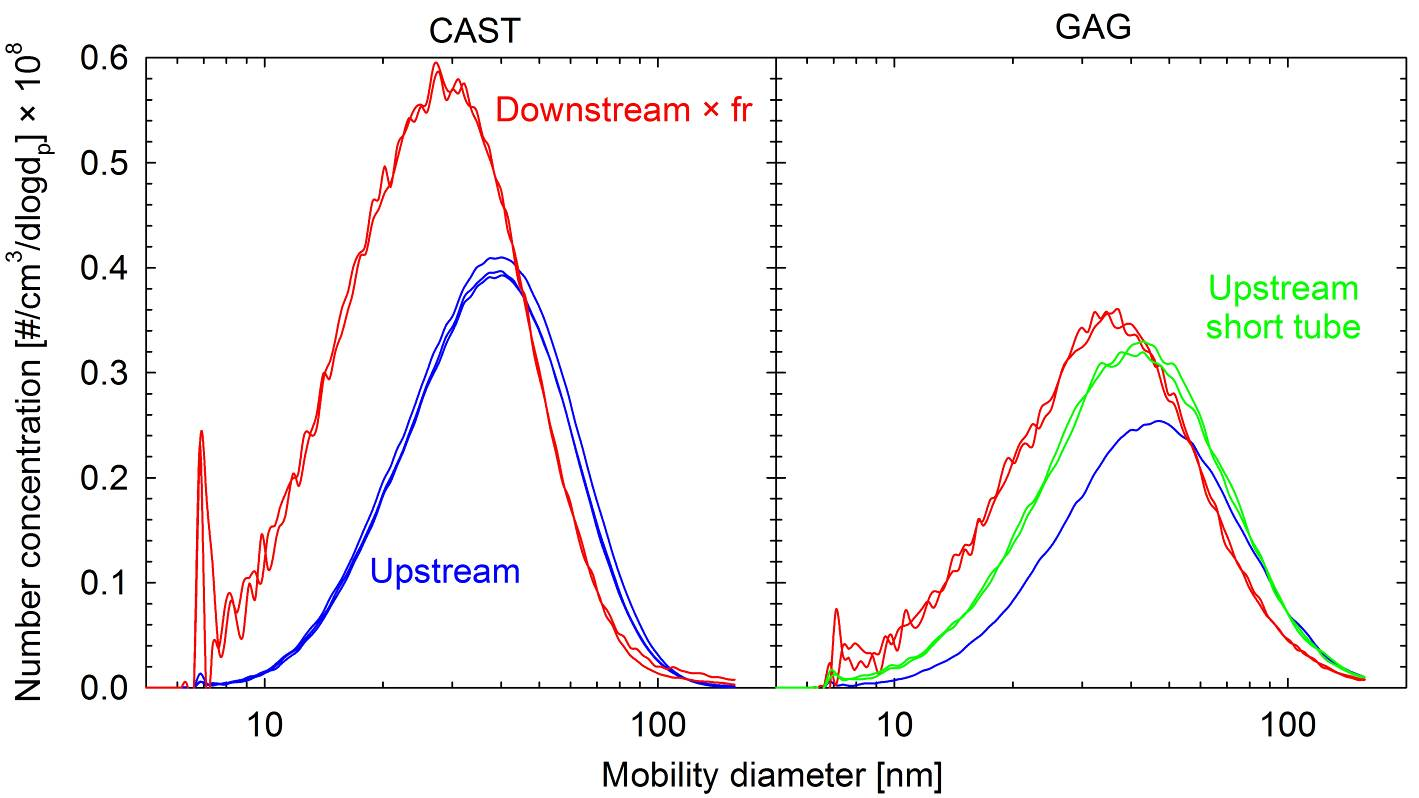 CAST
GAG
Number concentration [#/cm³/dlogdₚ] × 10⁸
0.6
0.5
0.4
0.3
0.2
0.1
0.0
Downstream × fr
Upstream
Upstream
short tube
10
100
10
100
Mobility diameter [nm]